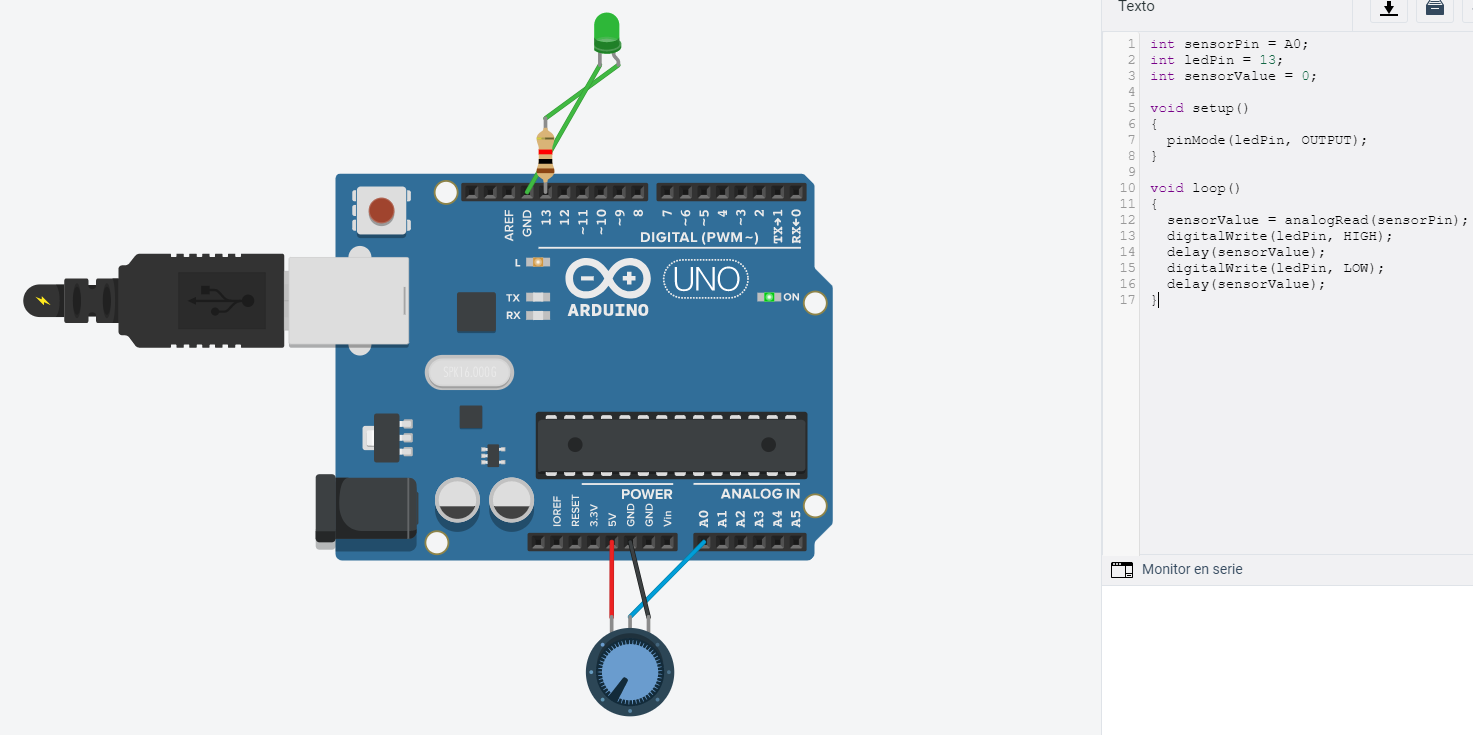 Texto
1 int sensorPin = A0;
2 int ledPin = 13;
3 int sensorValue = 0;
4
5 void setup()
6 {
7   pinMode(ledPin, OUTPUT);
8 }
9
10 void loop()
11 {
12   sensorValue = analogRead(sensorPin);
13   digitalWrite(ledPin, HIGH);
14   delay(sensorValue);
15   digitalWrite(ledPin, LOW);
16   delay(sensorValue);
17 }
Monitor en serie
AREF
GND
13
12
~11
~10
~9
8
7
~6
~5
4
~3
2
TX→1
RX←0
DIGITAL (PWM~)
L
TX
RX
UNO
ON
ARDUINO
SPK16.000G
POWER
ANALOG IN
IOREF
RESET
3.3V
5V
GND
GND
Vin
A0
A1
A2
A3
A4
A5